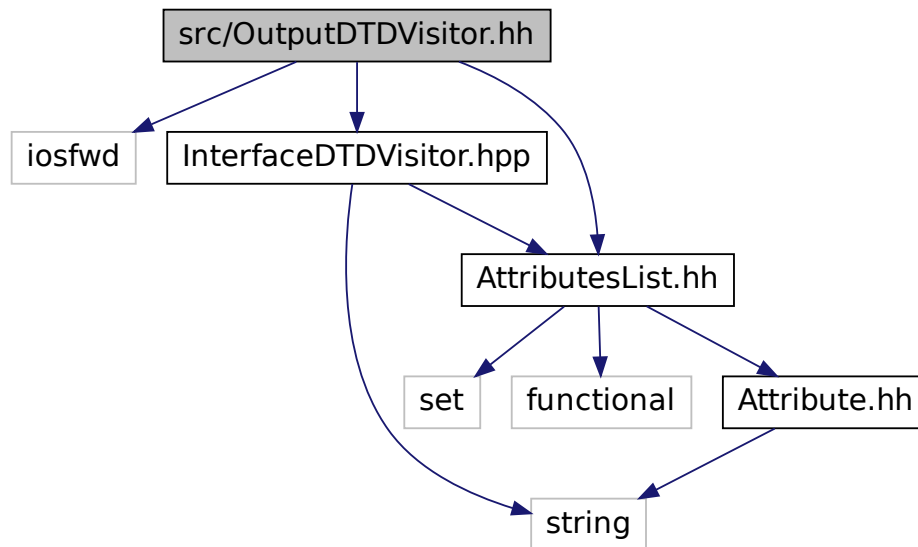 src/OutputDTDVisitor.hh
iosfwd
InterfaceDTDVisitor.hpp
AttributesList.hh
set
functional
Attribute.hh
string